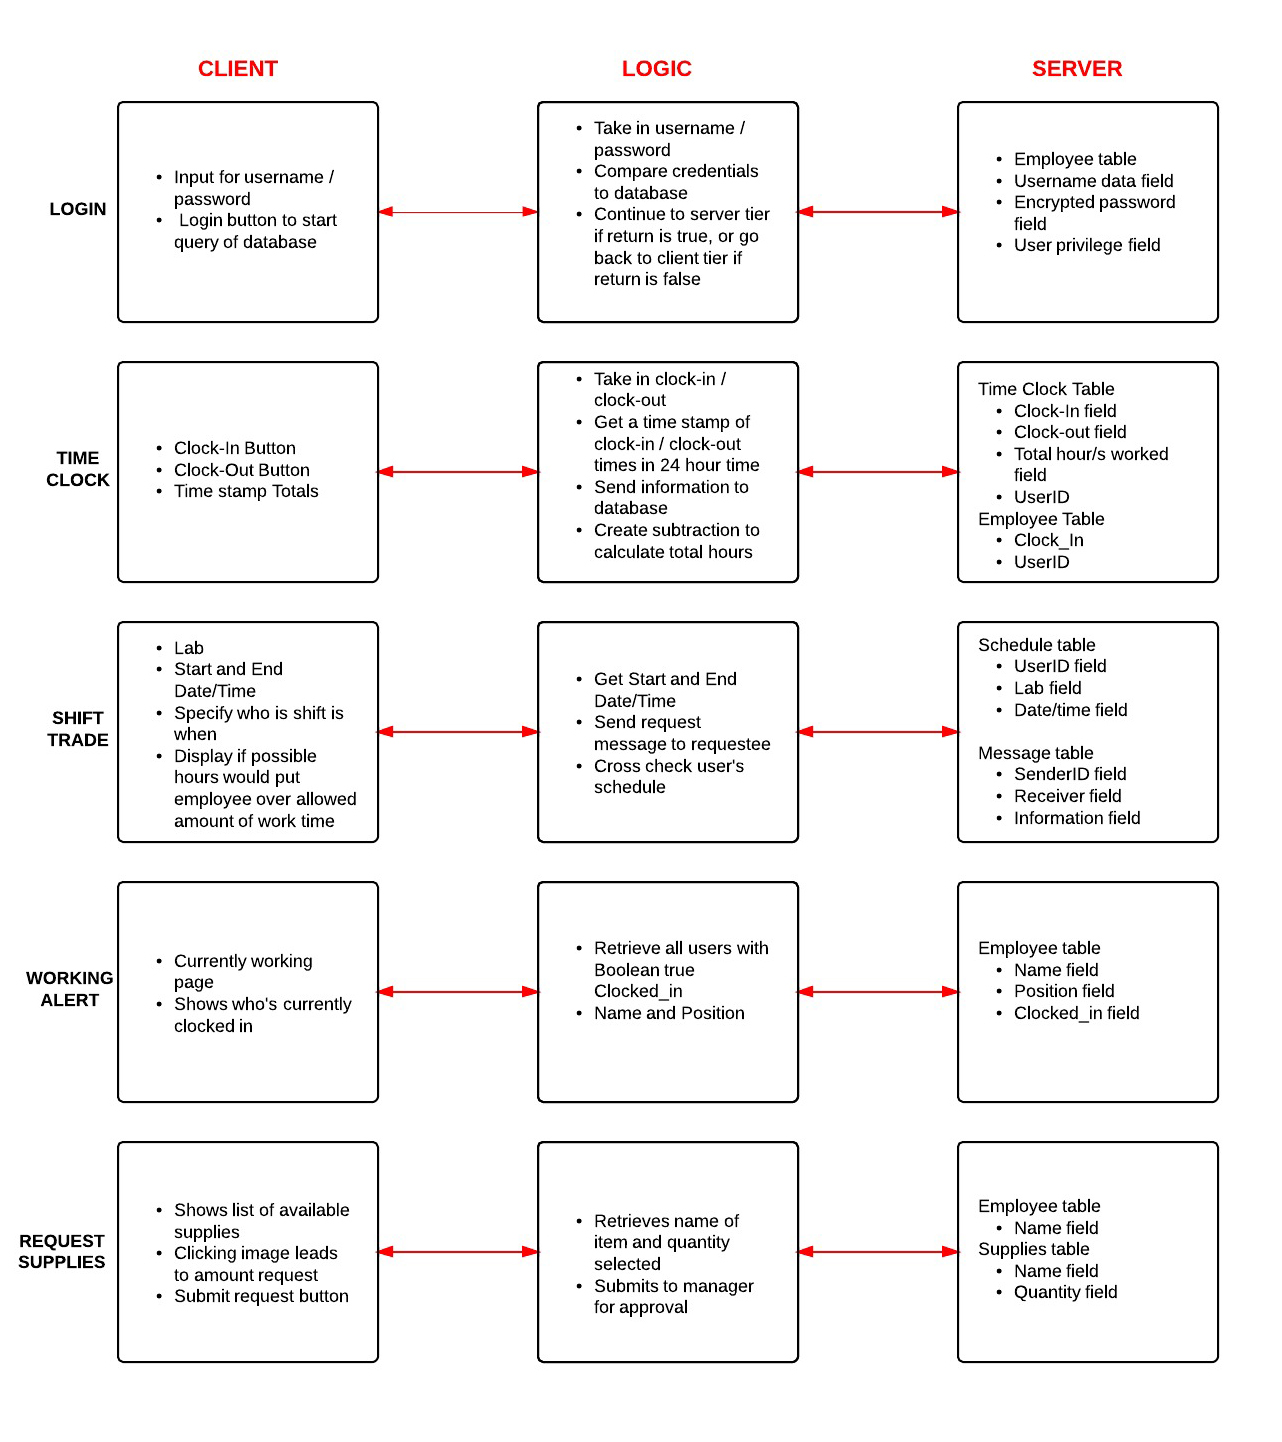 CLIENT
LOGIC
SERVER
LOGIN
• Input for username /
password
• Login button to start
query of database
• Take in username /
password
• Compare credentials
to database
• Continue to server tier
if return is true, or go
back to client tier if
return is false
• Employee table
• Username data field
• Encrypted password
field
• User privilege field
TIME
CLOCK
• Clock-In Button
• Clock-Out Button
• Time stamp Totals
• Take in clock-in /
clock-out
• Get a time stamp of
clock-in / clock-out
times in 24 hour time
• Send information to
database
• Create subtraction to
calculate total hours
Time Clock Table
• Clock-In field
• Clock-out field
• Total hour/s worked
field
• UserID
Employee Table
• Clock_In
• UserID
SHIFT
TRADE
• Lab
• Start and End
Date/Time
• Specify who is shift is
when
• Display if possible
hours would put
employee over allowed
amount of work time
• Get Start and End
Date/Time
• Send request
message to requestee
• Cross check user's
schedule
Schedule table
• UserID field
• Lab field
• Date/time field
Message table
• SenderID field
• Receiver field
• Information field
WORKING
ALERT
• Currently working
page
• Shows who's currently
clocked in
• Retrieve all users with
Boolean true
Clocked_in
• Name and Position
Employee table
• Name field
• Position field
• Clocked_in field
REQUEST
SUPPLIES
• Shows list of available
supplies
• Clicking image leads
to amount request
• Submit request button
• Retrieves name of
item and quantity
selected
• Submits to manager
for approval
Employee table
• Name field
Supplies table
• Name field
• Quantity field